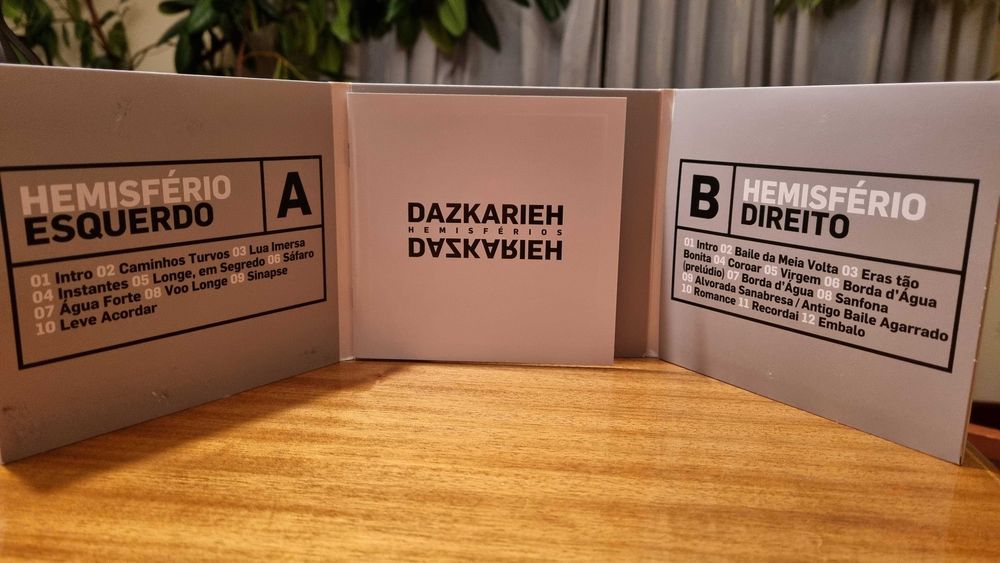 HEMISFÉRIO
ESQUERDO
A
01 Intro 02 Caminhos Turvos 03 Lua Imersa
04 Instantes 05 Longe, em Segredo 06 Sáfaro
07 Água Forte 08 Voo Longe 09 Sinapse
10 Leve Acordar
DAZKARIEH
HEMISFÉRIOS
DAZKARIEH
B
HEMISFÉRIO
DIREITO
01 Intro 02 Baile da Meia Volta 03 Eras tão
Bonita 04 Coroar 05 Virgem 06 Borda d'Água
(prelúdio) 07 Borda d'Água 08 Sanfona
09 Alvorada Sanabresa / Antigo Baile Agarrado
10 Romance 11 Recordai 12 Embalo